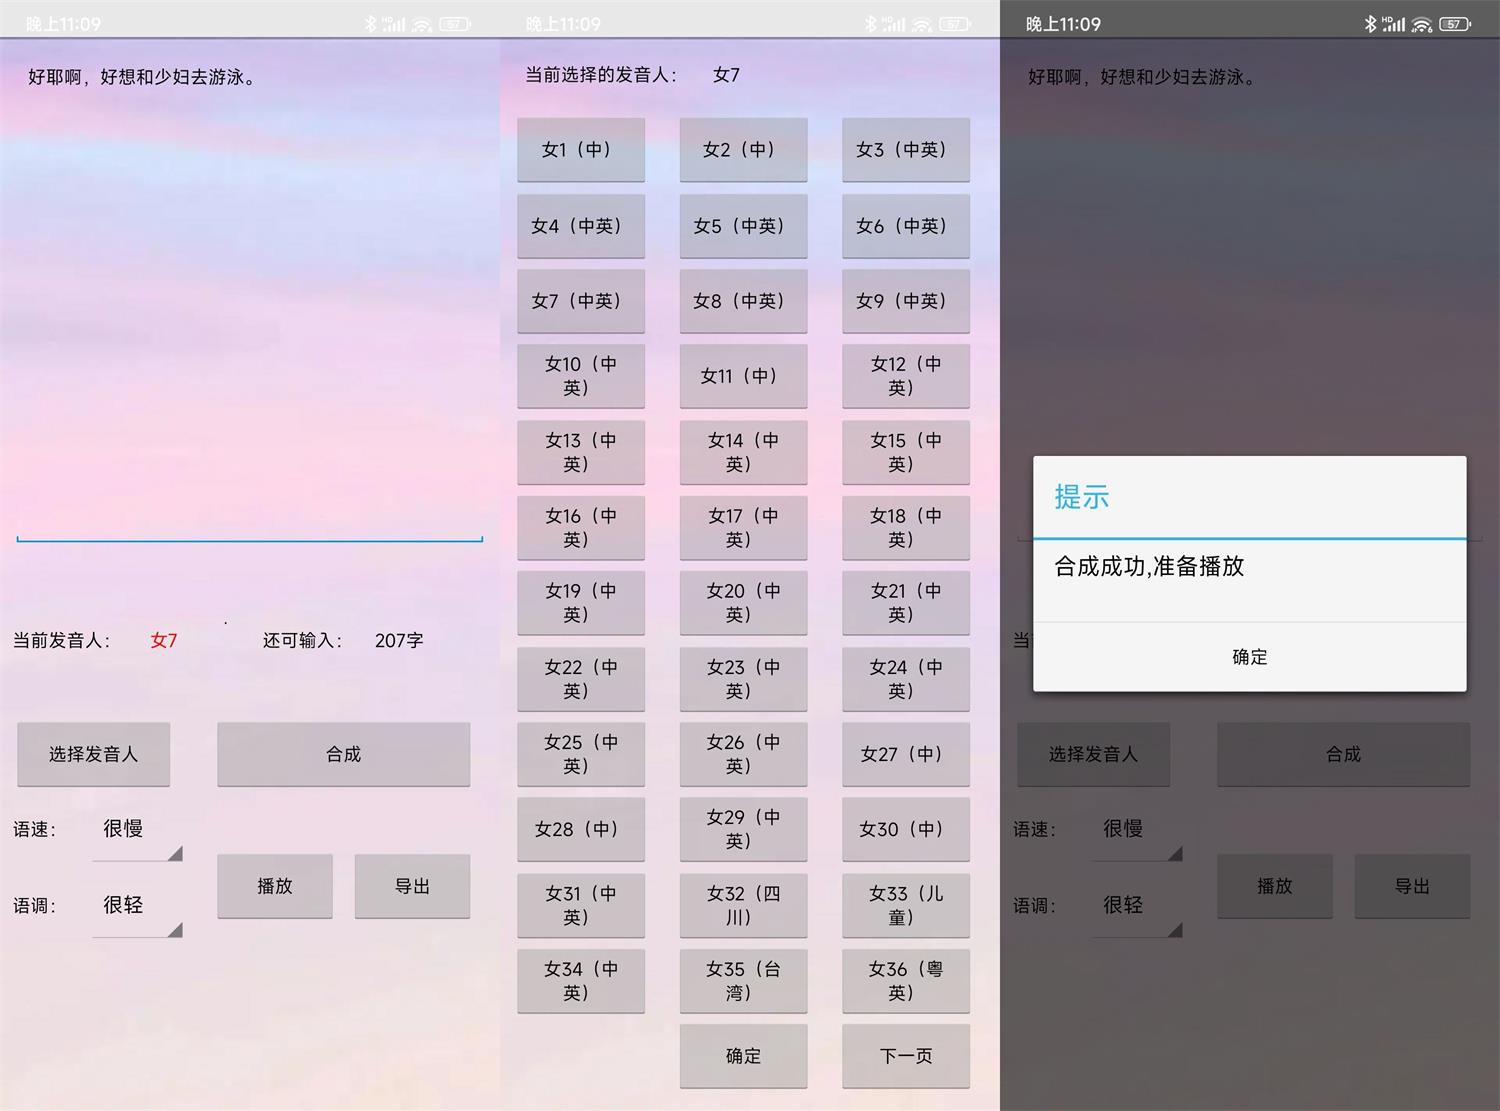 晚上11:09
HD
57
好耶啊，好想和少妇去游泳。
当前发音人：
女7
还可输入：
207字
选择发音人
合成
语速：
很慢
播放
导出
语调：
很轻
晚上11:09
HD
57
当前选择的发音人：
女7
女1（中）
女2（中）
女3（中英）
女4（中英）
女5（中英）
女6（中英）
女7（中英）
女8（中英）
女9（中英）
女10（中
英）
女11（中）
女12（中
英）
女13（中
英）
女14（中
英）
女15（中
英）
女16（中
英）
女17（中
英）
女18（中
英）
女19（中
英）
女20（中
英）
女21（中
英）
女22（中
英）
女23（中
英）
女24（中
英）
女25（中
英）
女26（中
英）
女27（中）
女28（中）
女29（中
英）
女30（中）
女31（中
英）
女32（四
川）
女33（儿
童）
女34（中
英）
女35（台
湾）
女36（粤
英）
确定
下一页
晚上11:09
HD
57
好耶啊，好想和少妇去游泳。
提示
合成成功,准备播放
确定
当
选择发音人
合成
语速：
很慢
播放
导出
语调：
很轻